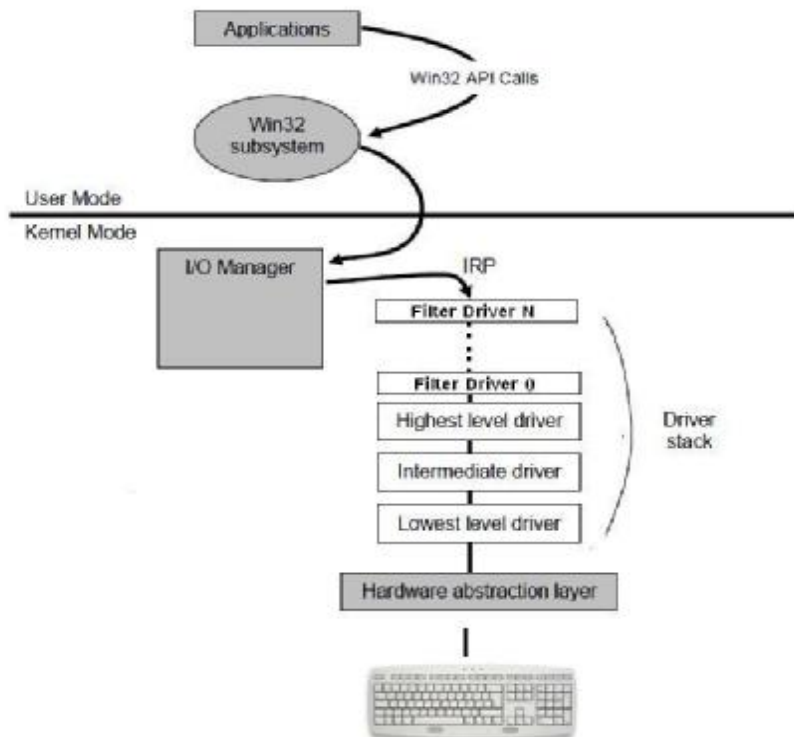 Applications
Win32 API Calls
Win32
subsystem
User Mode
Kernel Mode
I/O Manager
IRP
Filter Driver N
Filter Driver 0
Highest level driver
Driver
stack
Intermediate driver
Lowest level driver
Hardware abstraction layer